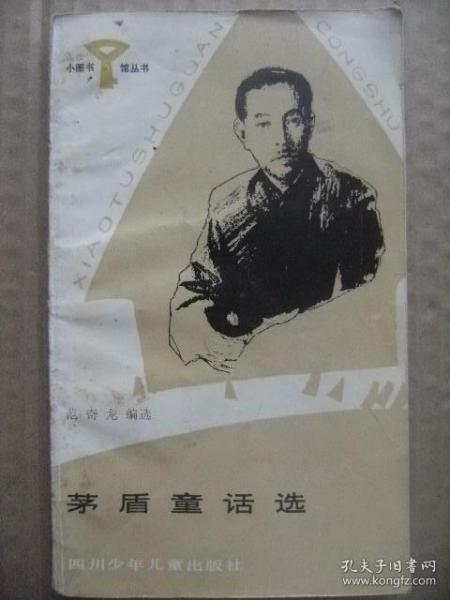 小图书 馆丛书
XIAOTUSHUGUAN
CONGSHU
范奇龙 编选
茅盾童话选
四川少年儿童出版社
孔夫子旧书网
www.kongfz.com